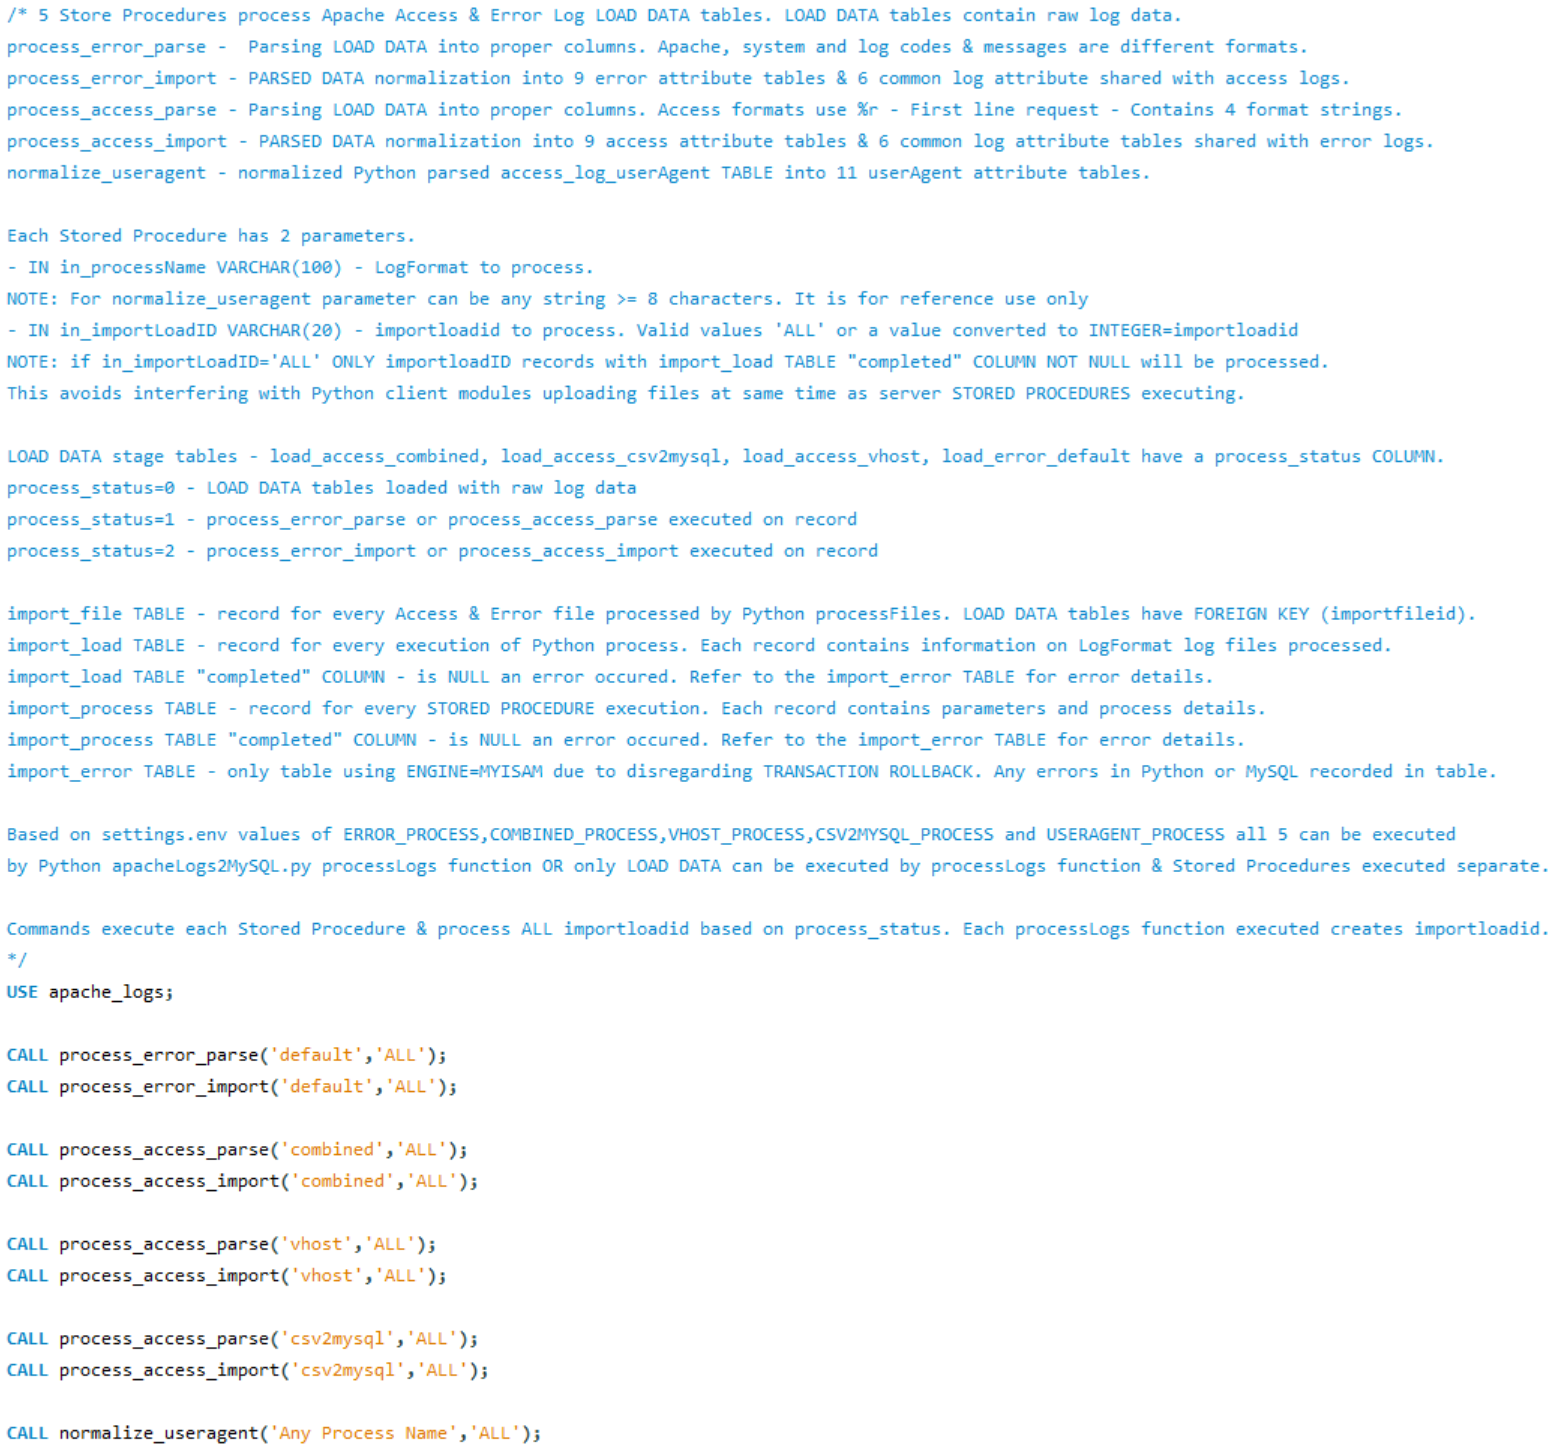 /* 5 Store Procedures process Apache Access & Error Log LOAD DATA tables. LOAD DATA tables contain raw log data.
process_error_parse -  Parsing LOAD DATA into proper columns. Apache, system and log codes & messages are different formats.
process_error_import - PARSED DATA normalization into 9 error attribute tables & 6 common log attribute shared with access logs.
process_access_parse - Parsing LOAD DATA into proper columns. Access formats use %r - First line request - Contains 4 format strings.
process_access_import - PARSED DATA normalization into 9 access attribute tables & 6 common log attribute tables shared with error logs.
normalize_useragent - normalized Python parsed access_log_userAgent TABLE into 11 userAgent attribute tables.

Each Stored Procedure has 2 parameters.
- IN in_processName VARCHAR(100) - LogFormat to process.
NOTE: For normalize_useragent parameter can be any string >= 8 characters. It is for reference use only
- IN in_importLoadID VARCHAR(20) - importloadid to process. Valid values 'ALL' or a value converted to INTEGER=importloadid
NOTE: if in_importLoadID='ALL' ONLY importloadID records with import_load TABLE "completed" COLUMN NOT NULL will be processed.
This avoids interfering with Python client modules uploading files at same time as server STORED PROCEDURES executing.

LOAD DATA stage tables - load_access_combined, load_access_csv2mysql, load_access_vhost, load_error_default have a process_status COLUMN.
process_status=0 - LOAD DATA tables loaded with raw log data
process_status=1 - process_error_parse or process_access_parse executed on record
process_status=2 - process_error_import or process_access_import executed on record

import_file TABLE - record for every Access & Error file processed by Python processFiles. LOAD DATA tables have FOREIGN KEY (importfileid).
import_load TABLE - record for every execution of Python process. Each record contains information on LogFormat log files processed.
import_load TABLE "completed" COLUMN - is NULL an error occured. Refer to the import_error TABLE for error details.
import_process TABLE - record for every STORED PROCEDURE execution. Each record contains parameters and process details.
import_process TABLE "completed" COLUMN - is NULL an error occured. Refer to the import_error TABLE for error details.
import_error TABLE - only table using ENGINE=MYISAM due to disregarding TRANSACTION ROLLBACK. Any errors in Python or MySQL recorded in table.

Based on settings.env values of ERROR_PROCESS,COMBINED_PROCESS,VHOST_PROCESS,CSV2MYSQL_PROCESS and USERAGENT_PROCESS all 5 can be executed
by Python apacheLogs2MySQL.py processLogs function OR only LOAD DATA can be executed by processLogs function & Stored Procedures executed separate.

Commands execute each Stored Procedure & process ALL importloadid based on process_status. Each processLogs function executed creates importloadid.
*/
USE apache_logs;

CALL process_error_parse('default','ALL');
CALL process_error_import('default','ALL');

CALL process_access_parse('combined','ALL');
CALL process_access_import('combined','ALL');

CALL process_access_parse('vhost','ALL');
CALL process_access_import('vhost','ALL');

CALL process_access_parse('csv2mysql','ALL');
CALL process_access_import('csv2mysql','ALL');

CALL normalize_useragent('Any Process Name','ALL');